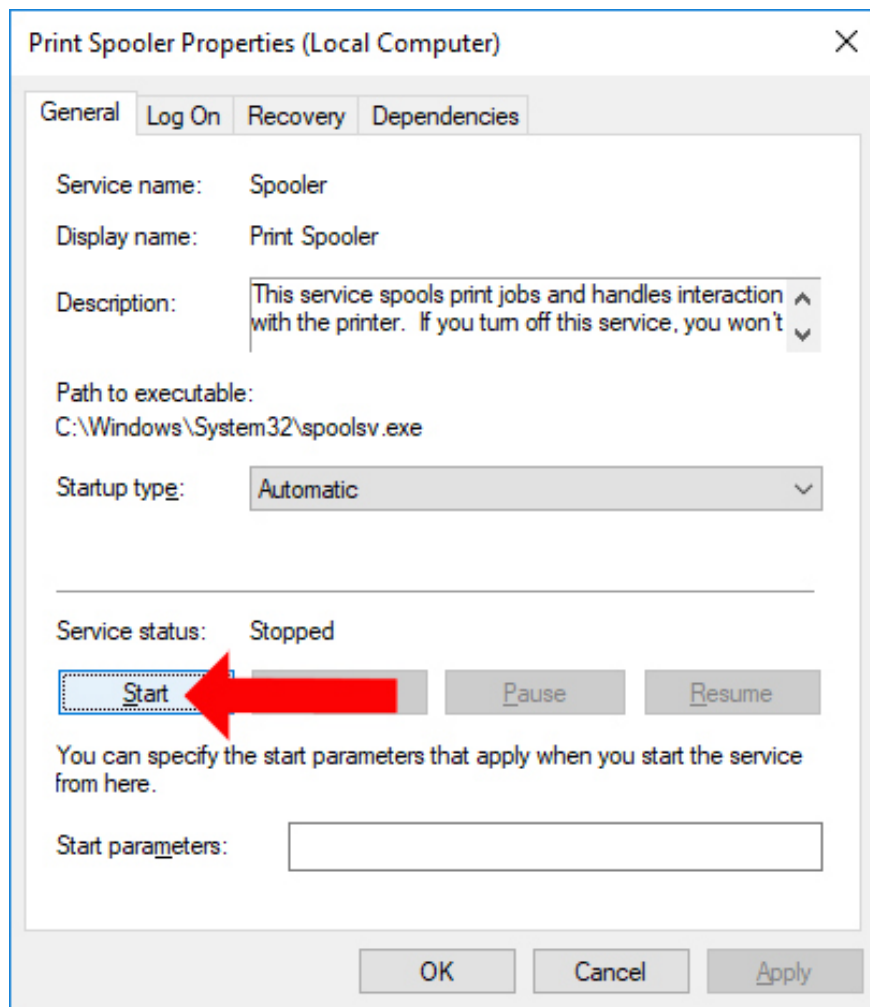 Print Spooler Properties (Local Computer)
General Log On Recovery Dependencies
Service name: Spooler
Display name: Print Spooler
Description: This service spools print jobs and handles interaction
with the printer. If you turn off this service, you won't
Path to executable:
C:\Windows\System32\spoolsv.exe
Startup type: Automatic
Service status: Stopped
Start Pause Resume
You can specify the start parameters that apply when you start the service
from here.
Start parameters:
OK Cancel Apply